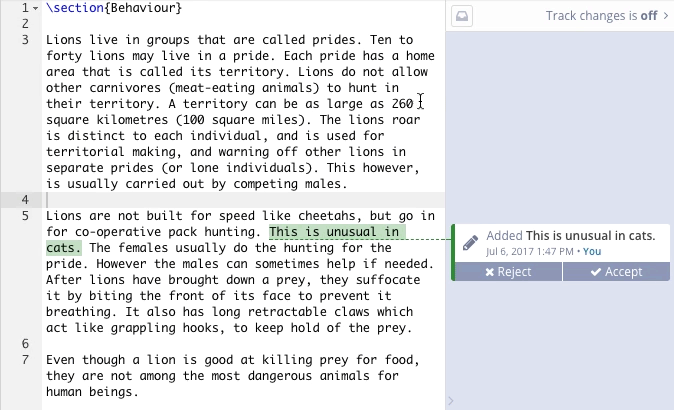 1 \section{Behaviour}
2
3 Lions live in groups that are called prides. Ten to
forty lions may live in a pride. Each pride has a home
area that is called its territory. Lions do not allow
other carnivores (meat-eating animals) to hunt in
their territory. A territory can be as large as 260
square kilometres (100 square miles). The lions roar
is distinct to each individual, and is used for
territorial making, and warning off other lions in
separate prides (or lone individuals). This however,
is usually carried out by competing males.
4
5 Lions are not built for speed like cheetahs, but go in
for co-operative pack hunting. This is unusual in
cats. The females usually do the hunting for the
pride. However the males can sometimes help if needed.
After lions have brought down a prey, they suffocate
it by biting the front of its face to prevent it
breathing. It also has long retractable claws which
act like grappling hooks, to keep hold of the prey.
6
7 Even though a lion is good at killing prey for food,
they are not among the most dangerous animals for
human beings.
Track changes is off
Added This is unusual in cats.
Jul 6, 2017 1:47 PM • You
Reject
Accept